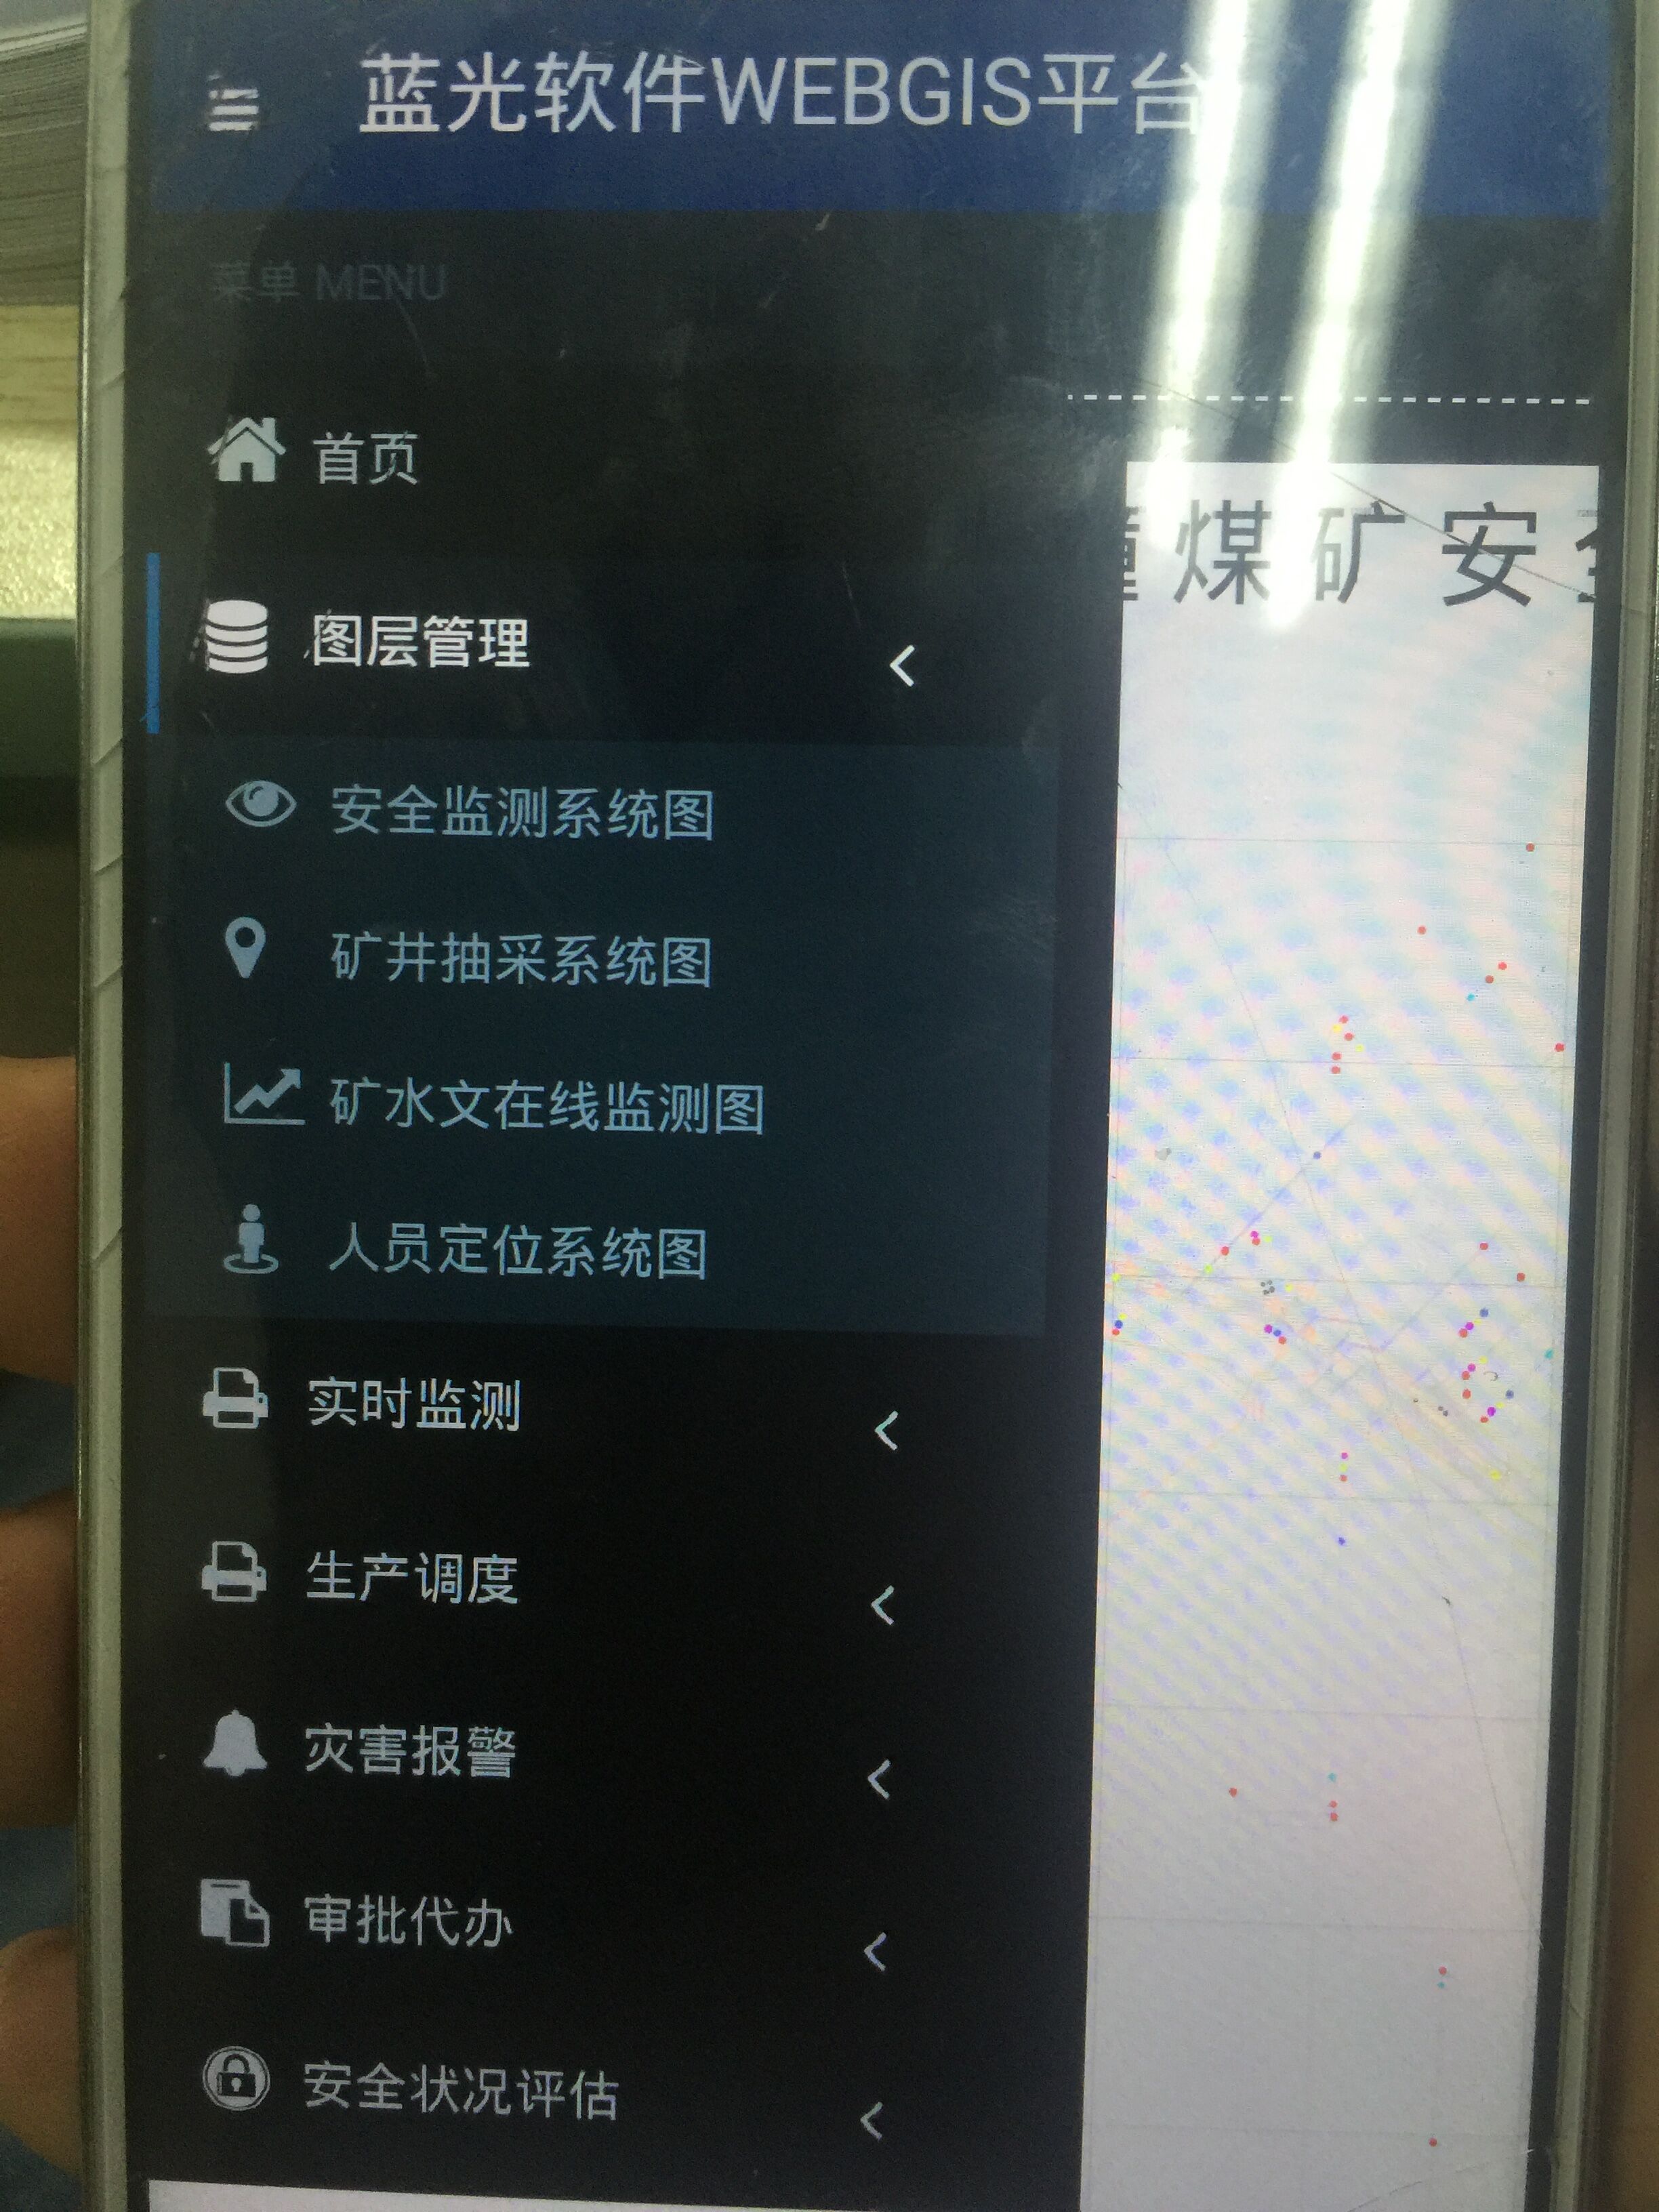 蓝光软件WEBGIS平台
菜单 MENU
首页
煤矿安
图层管理
安全监测系统图
矿井抽采系统图
矿水文在线监测图
人员定位系统图
实时监测
生产调度
灾害报警
审批代办
安全状况评估